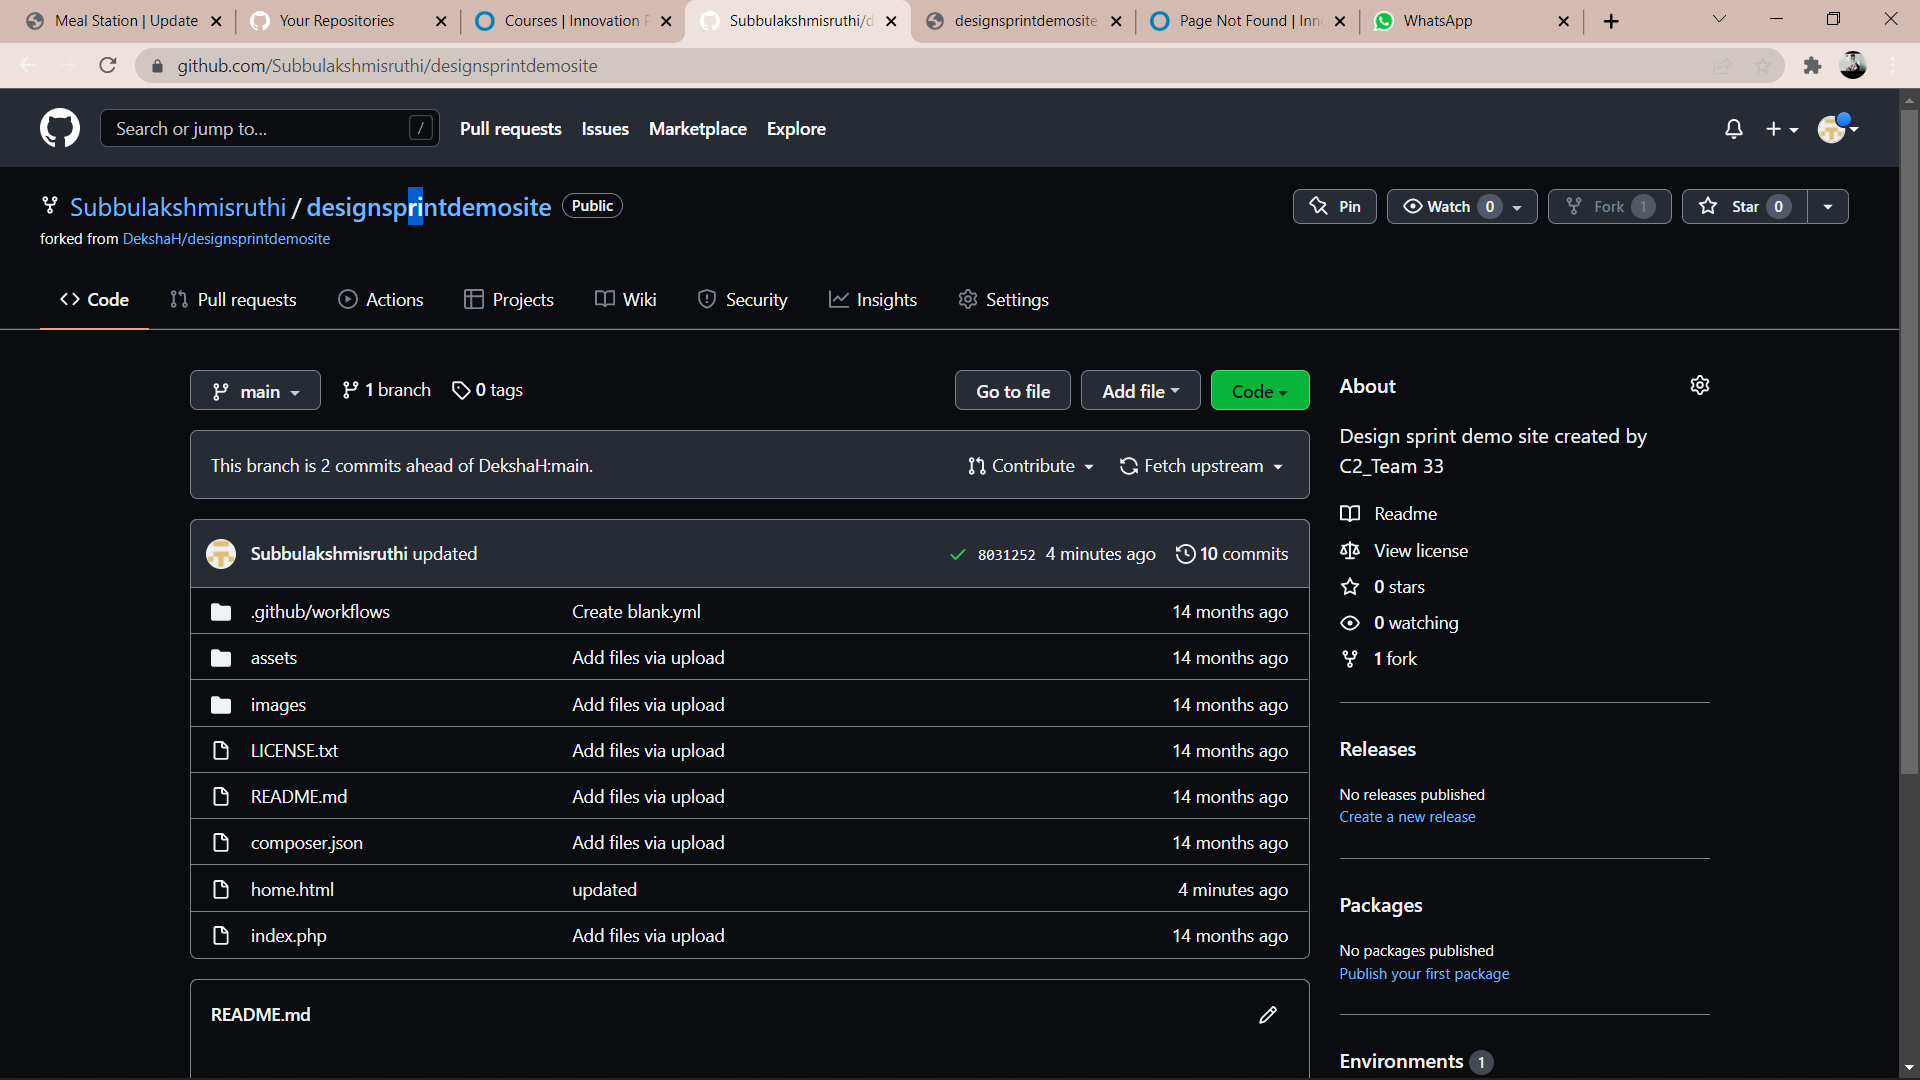 Meal Station | Update
Your Repositories
Courses | Innovation P
Subbulakshmisruthi/d
designsprintdemosite
Page Not Found | Inno
WhatsApp
github.com/Subbulakshmisruthi/designsprintdemosite
Search or jump to...
/
Pull requests
Issues
Marketplace
Explore
Subbulakshmisruthi / designsprintdemosite
Public
Pin
Watch 0
Fork 1
Star 0
forked from DekshaH/designsprintdemosite
Code
Pull requests
Actions
Projects
Wiki
Security
Insights
Settings
main
1 branch
0 tags
Go to file
Add file
Code
This branch is 2 commits ahead of DekshaH:main.
Contribute
Fetch upstream
Subbulakshmisruthi updated
8031252 4 minutes ago
10 commits
.github/workflows Create blank.yml 14 months ago
assets Add files via upload 14 months ago
images Add files via upload 14 months ago
LICENSE.txt Add files via upload 14 months ago
README.md Add files via upload 14 months ago
composer.json Add files via upload 14 months ago
home.html updated 4 minutes ago
index.php Add files via upload 14 months ago
README.md
About
Design sprint demo site created by
C2_Team 33
Readme
View license
0 stars
0 watching
1 fork
Releases
No releases published
Create a new release
Packages
No packages published
Publish your first package
Environments 1